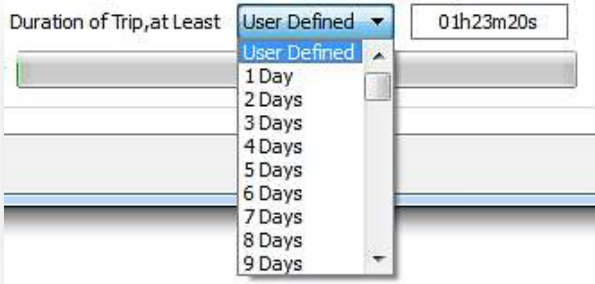 Duration of Trip,at Least User Defined 01h23m20s
User Defined
1 Day
2 Days
3 Days
4 Days
5 Days
6 Days
7 Days
8 Days
9 Days